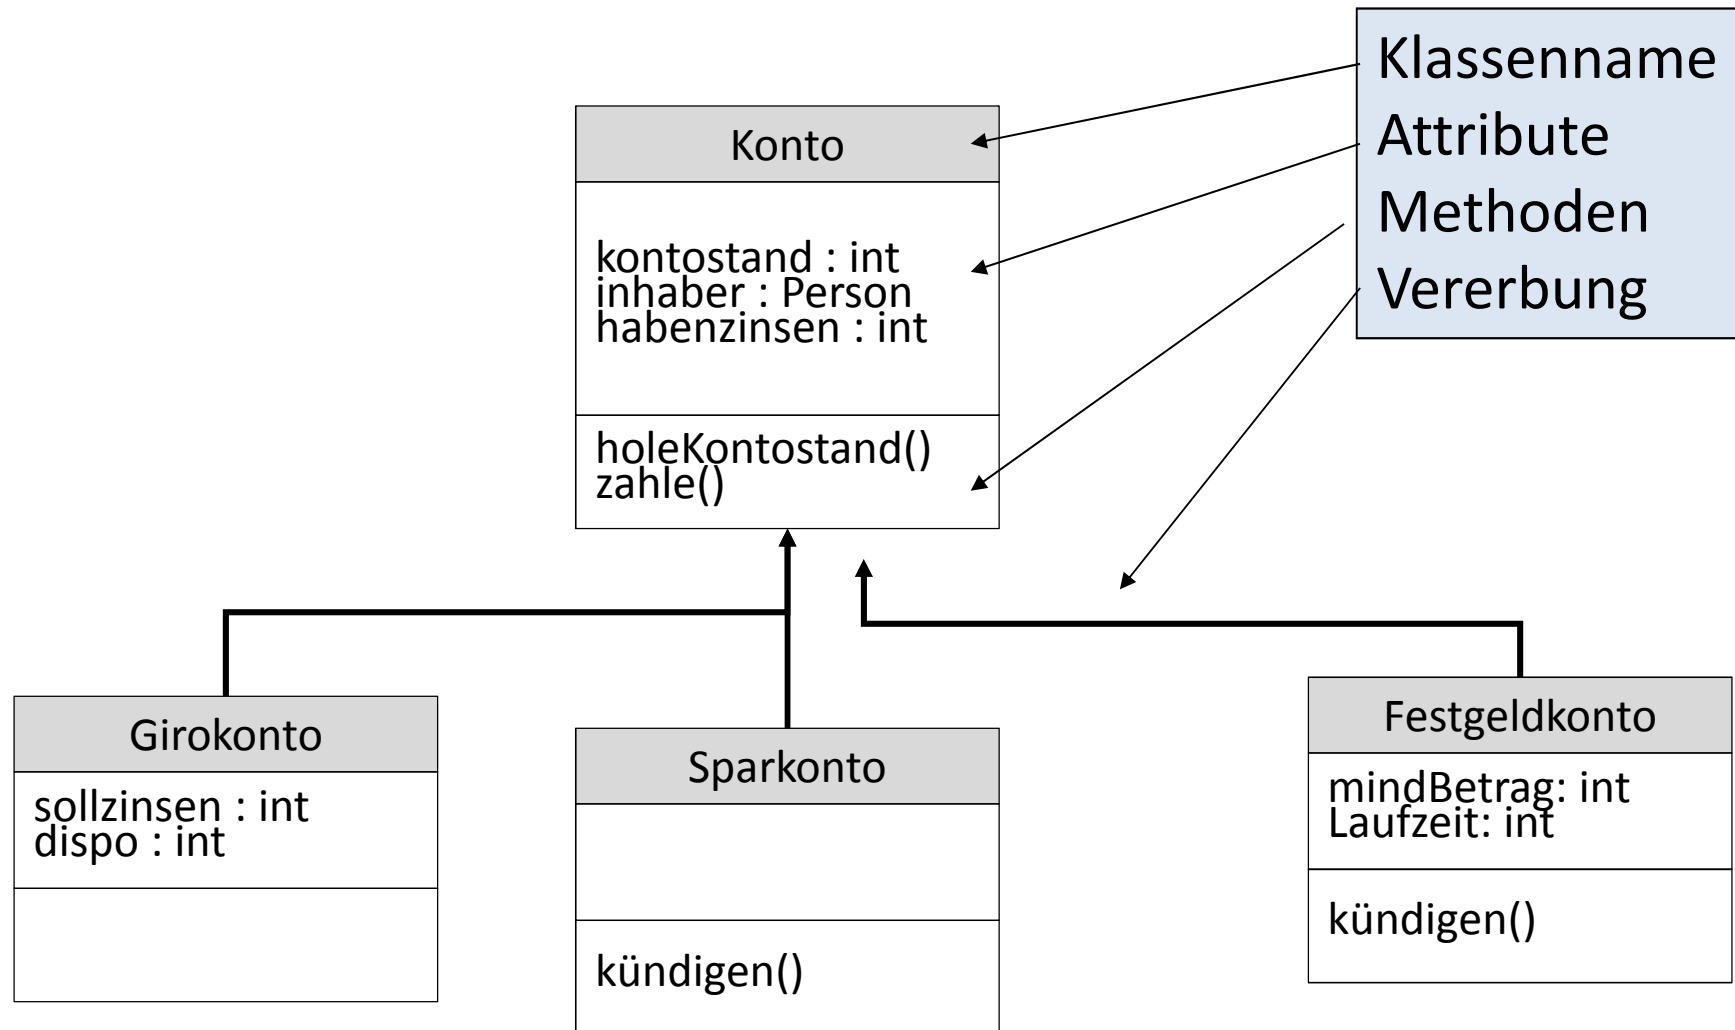 Klassenname
Attribute
Methoden
Vererbung
Konto
kontostand : int
inhaber : Person
habenzinsen : int
holeKontostand()
zahle()
Girokonto
sollzinsen : int
dispo : int
Sparkonto
kündigen()
Festgeldkonto
mindBetrag: int
Laufzeit: int
kündigen()